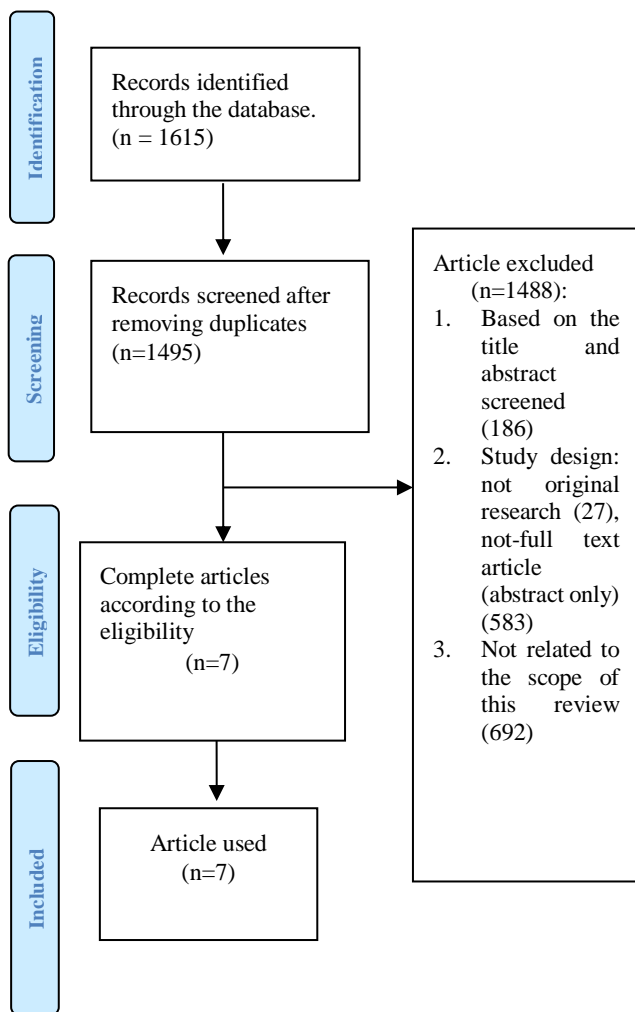 Identification
Records identified
through the database.
(n = 1615)
Screening
Records screened after
removing duplicates
(n=1495)
Article excluded
(n=1488):
1. Based on the
title and
abstract
screened
(186)
2. Study design:
not original
research (27),
not-full text
article
(abstract only)
(583)
3. Not related to
the scope of
this review
(692)
Eligibility
Complete articles
according to the
eligibility
(n=7)
Included
Article used
(n=7)